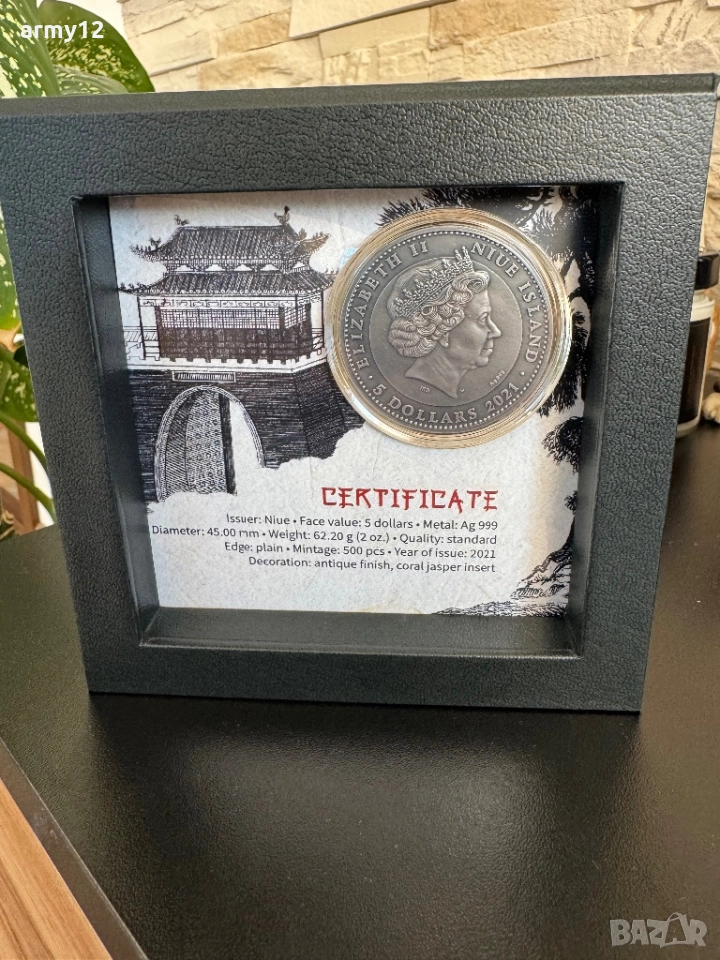 army12
ELIZABETH II NIUE ISLAND
· 5 DOLLARS 2021 ·
CERTIFICATE
Issuer: Niue • Face value: 5 dollars • Metal: Ag 999
Diameter: 45.00 mm • Weight: 62.20 g (2 oz.) • Quality: standard
Edge: plain • Mintage: 500 pcs • Year of issue: 2021
Decoration: antique finish, coral jasper insert
BAZAR